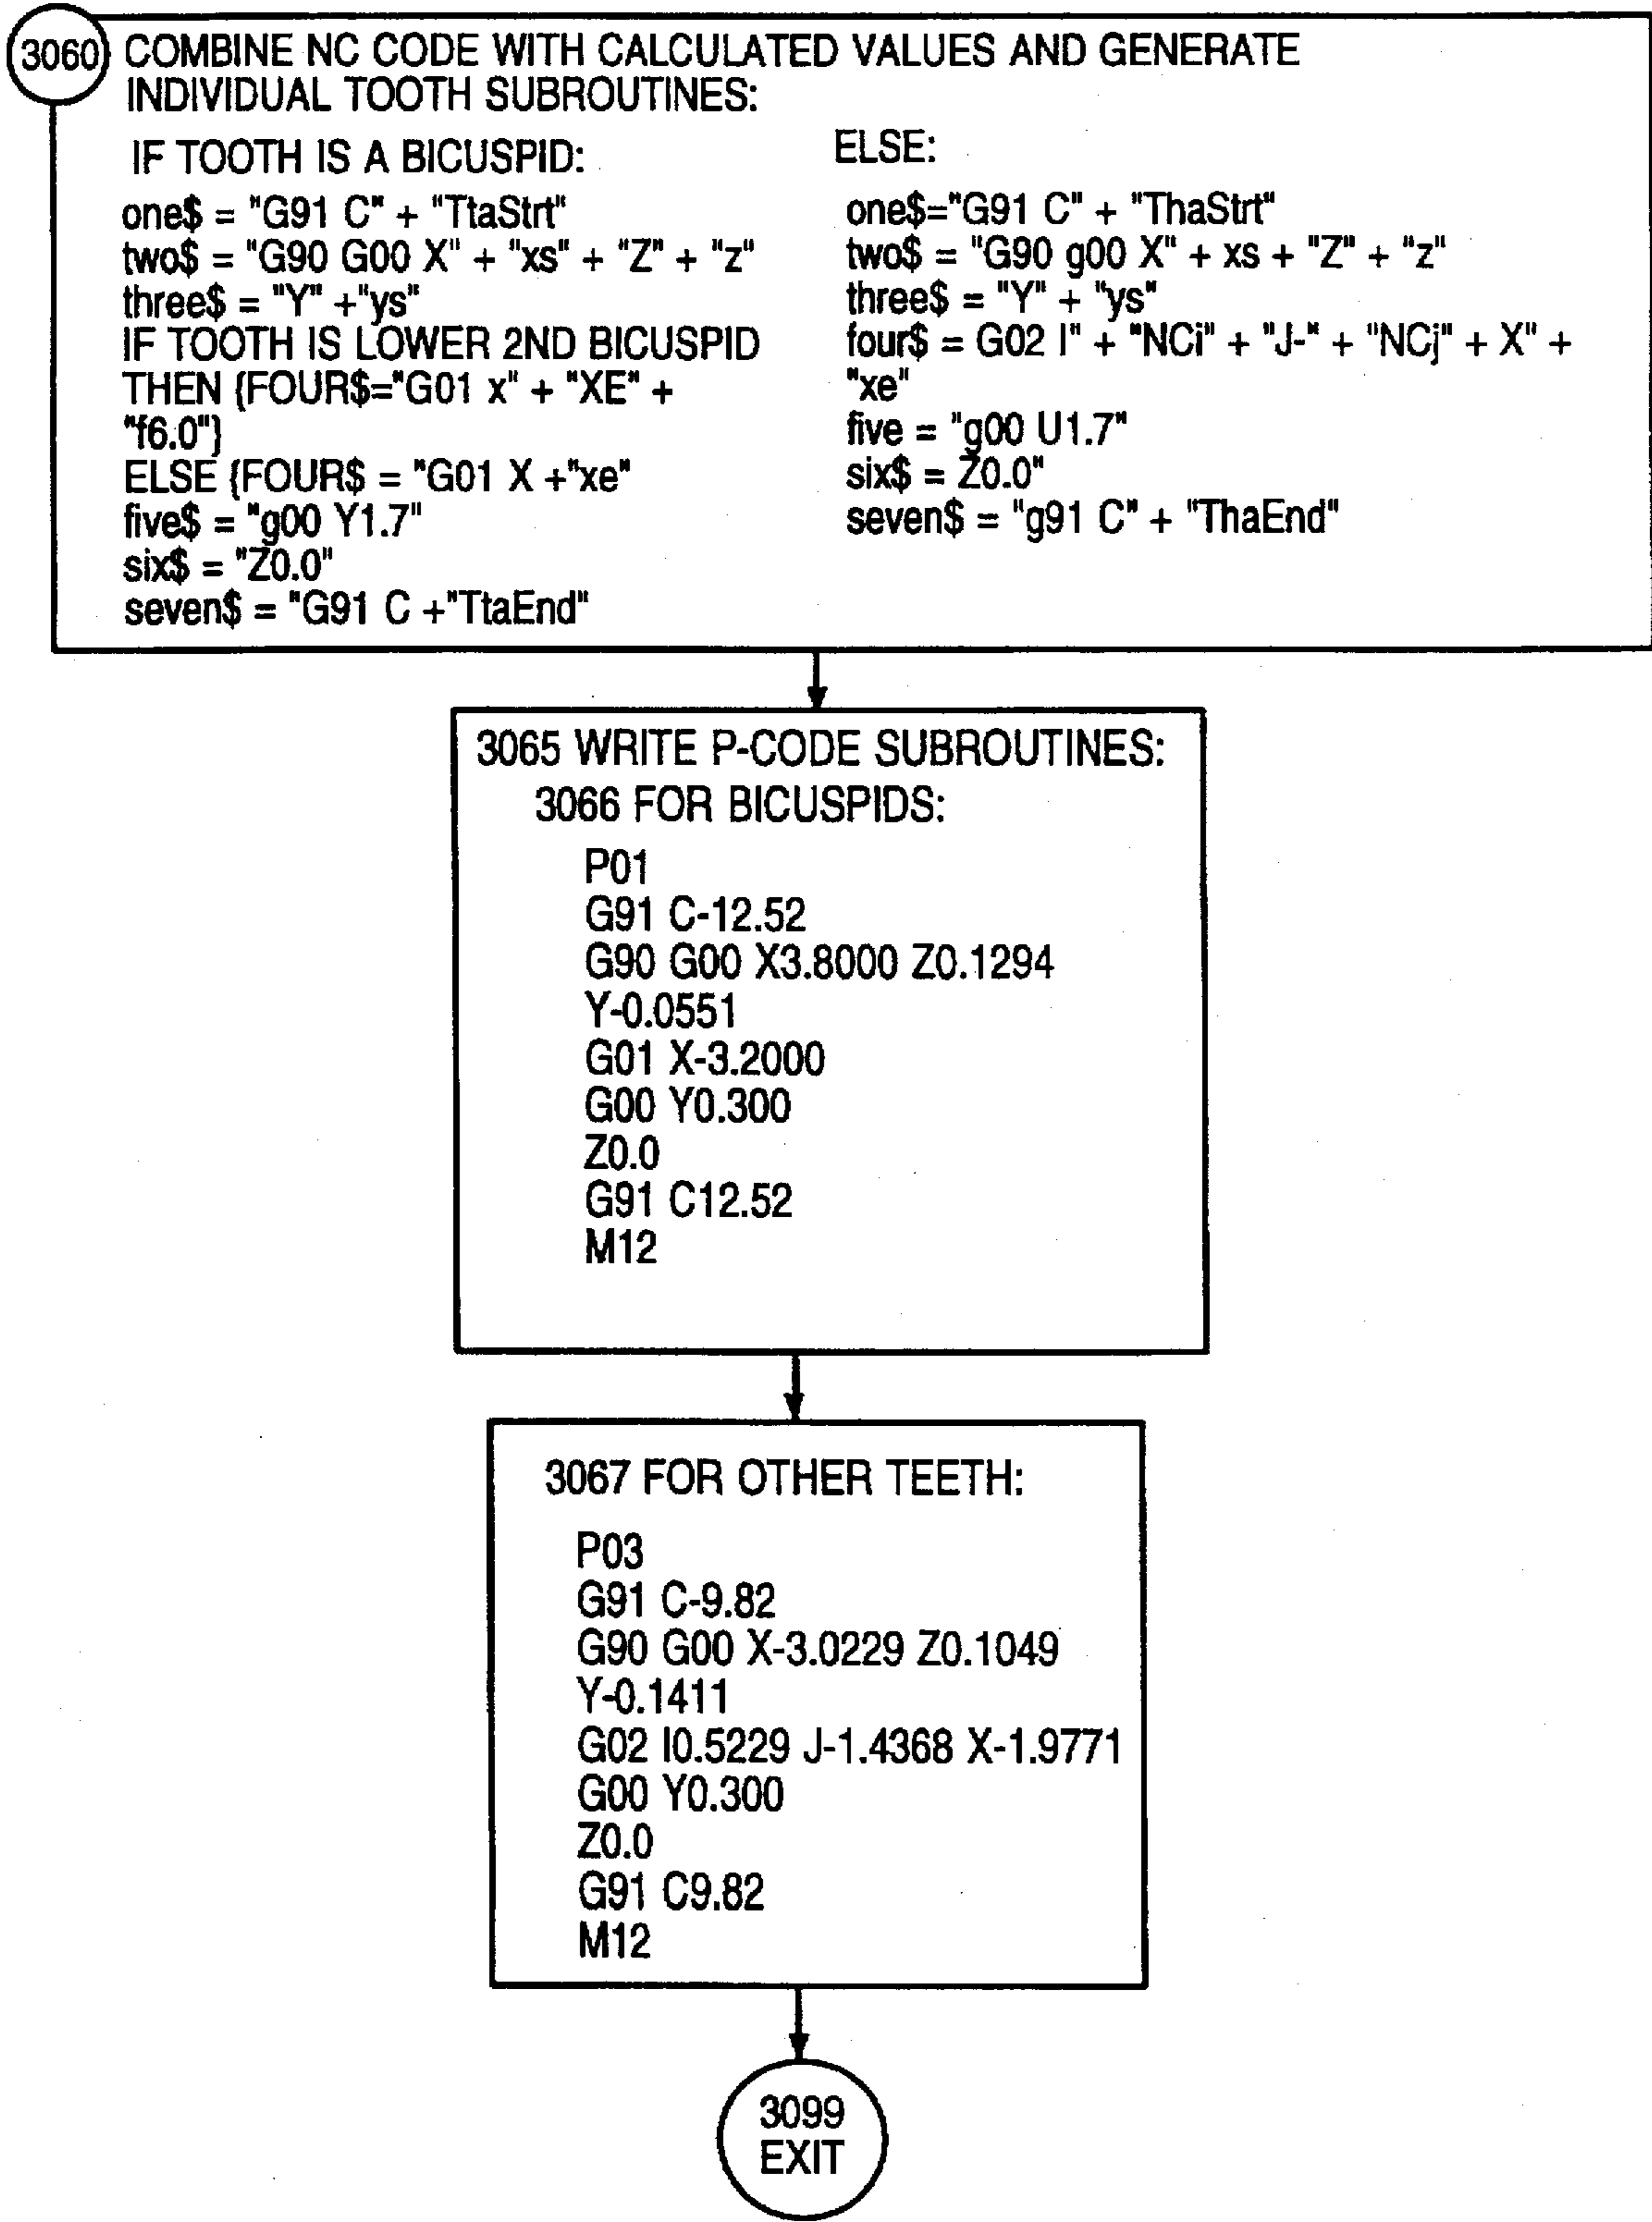 3060 COMBINE NC CODE WITH CALCULATED VALUES AND GENERATE
INDIVIDUAL TOOTH SUBROUTINES:
IF TOOTH IS A BICUSPID:
one$ = "G91 C" + "TtaStrt"
two$ = "G90 G00 X" + "xs" + "Z" + "z"
three$ = "Y" +"ys"
IF TOOTH IS LOWER 2ND BICUSPID
THEN {FOUR$="G01 x" + "XE" +
"f6.0"}
ELSE {FOUR$ = "G01 X +"xe"
five$ = "g00 Y1.7"
six$ = "Z0.0"
seven$ = "G91 C +"TtaEnd"
ELSE:
one$="G91 C" + "ThaStrt"
two$ = "G90 g00 X" + xs + "Z" + "z"
three$ = "Y" + "ys"
four$ = G02 I" + "NCi" + "J-" + "NCj" + X" +
"xe"
five = "g00 U1.7"
six$ = Z0.0"
seven$ = "g91 C" + "ThaEnd"
3065 WRITE P-CODE SUBROUTINES:
3066 FOR BICUSPIDS:
P01
G91 C-12.52
G90 G00 X3.8000 Z0.1294
Y-0.0551
G01 X-3.2000
G00 Y0.300
Z0.0
G91 C12.52
M12
3067 FOR OTHER TEETH:
P03
G91 C-9.82
G90 G00 X-3.0229 Z0.1049
Y-0.1411
G02 I0.5229 J-1.4368 X-1.9771
G00 Y0.300
Z0.0
G91 C9.82
M12
3099
EXIT